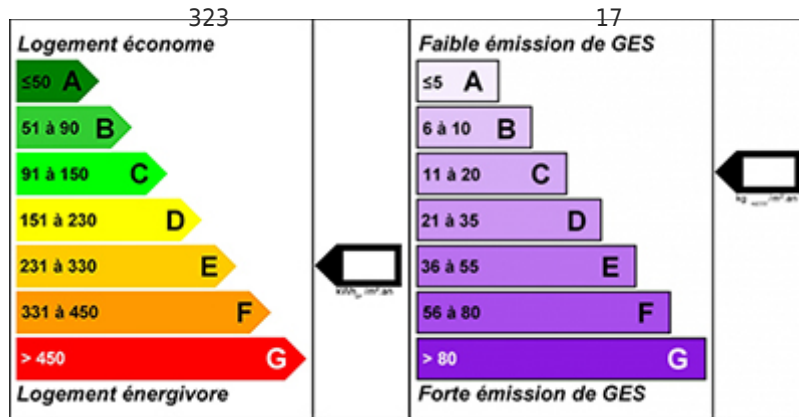 323
Logement économe
≤50 A
51 à 90 B
91 à 150 C
151 à 230 D
231 à 330 E
331 à 450 F
> 450 G
Logement énergivore
17
Faible émission de GES
≤5 A
6 à 10 B
11 à 20 C
21 à 35 D
36 à 55 E
56 à 80 F
> 80 G
Forte émission de GES